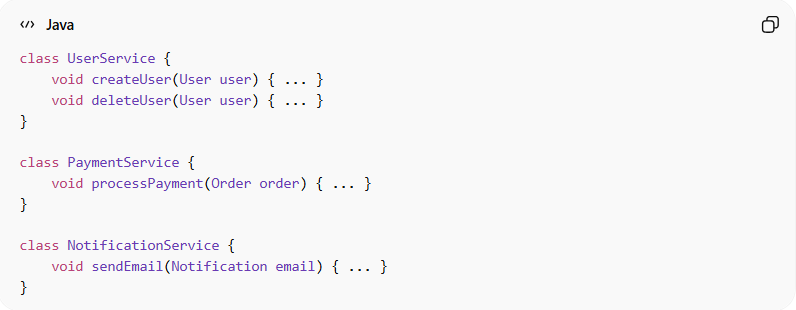 </> Java
class UserService {
    void createUser(User user) { ... }
    void deleteUser(User user) { ... }
}

class PaymentService {
    void processPayment(Order order) { ... }
}

class NotificationService {
    void sendEmail(Notification email) { ... }
}